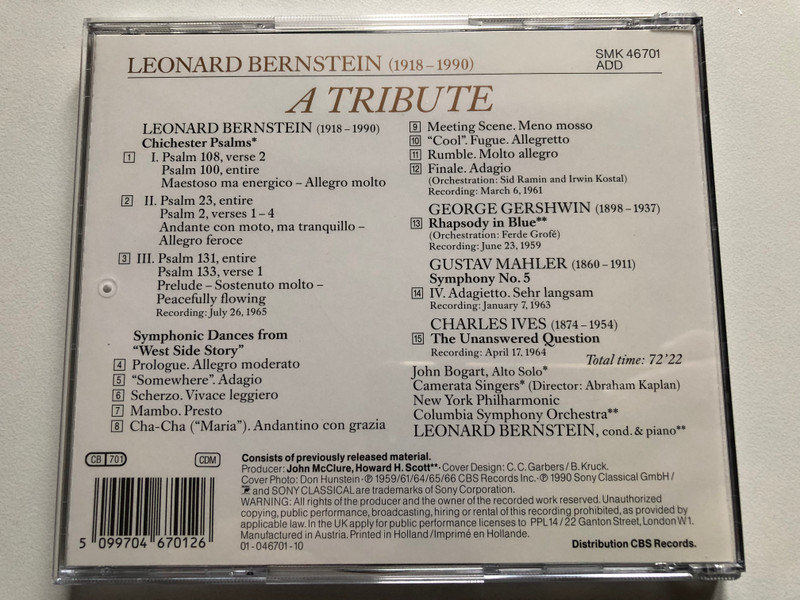 LEONARD BERNSTEIN (1918–1990)
SMK 46701
ADD
A TRIBUTE
LEONARD BERNSTEIN (1918–1990)
Chichester Psalms*
1 I. Psalm 108, verse 2
Psalm 100, entire
Maestoso ma energico – Allegro molto
2 II. Psalm 23, entire
Psalm 2, verses 1–4
Andante con moto, ma tranquillo –
Allegro feroce
3 III. Psalm 131, entire
Psalm 133, verse 1
Prelude – Sostenuto molto –
Peacefully flowing
Recording: July 26, 1965
Symphonic Dances from
“West Side Story”
4 Prologue. Allegro moderato
5 “Somewhere”. Adagio
6 Scherzo. Vivace leggiero
7 Mambo. Presto
8 Cha-Cha (“Maria”). Andantino con grazia
9 Meeting Scene. Meno mosso
10 “Cool”. Fugue. Allegretto
11 Rumble. Molto allegro
12 Finale. Adagio
(Orchestration: Sid Ramin and Irwin Kostal)
Recording: March 6, 1961
GEORGE GERSHWIN (1898–1937)
13 Rhapsody in Blue**
(Orchestration: Ferde Grofé)
Recording: June 23, 1959
GUSTAV MAHLER (1860–1911)
Symphony No. 5
14 IV. Adagietto. Sehr langsam
Recording: January 7, 1963
CHARLES IVES (1874–1954)
15 The Unanswered Question
Recording: April 17, 1964
Total time: 72’22
John Bogart, Alto Solo*
Camerata Singers* (Director: Abraham Kaplan)
New York Philharmonic
Columbia Symphony Orchestra**
LEONARD BERNSTEIN, cond. & piano**
CB 701
CDM
Consists of previously released material.
Producer: John McClure, Howard H. Scott**· Cover Design: C. C. Garbers / B. Kruck.
Cover Photo: Don Hunstein · ℗ 1959/61/64/65/66 CBS Records Inc. · ℗ 1990 Sony Classical GmbH /
and SONY CLASSICAL are trademarks of Sony Corporation.
WARNING: All rights of the producer and the owner of the recorded work reserved. Unauthorized
copying, public performance, broadcasting, hiring or rental of this recording prohibited, as provided by
applicable law. In the UK apply for public performance licenses to PPL 14 / 22 Ganton Street, London W1.
Manufactured in Austria. Printed in Holland / Imprimé en Hollande.
01-046701-10
Distribution CBS Records.
5 099704 670126